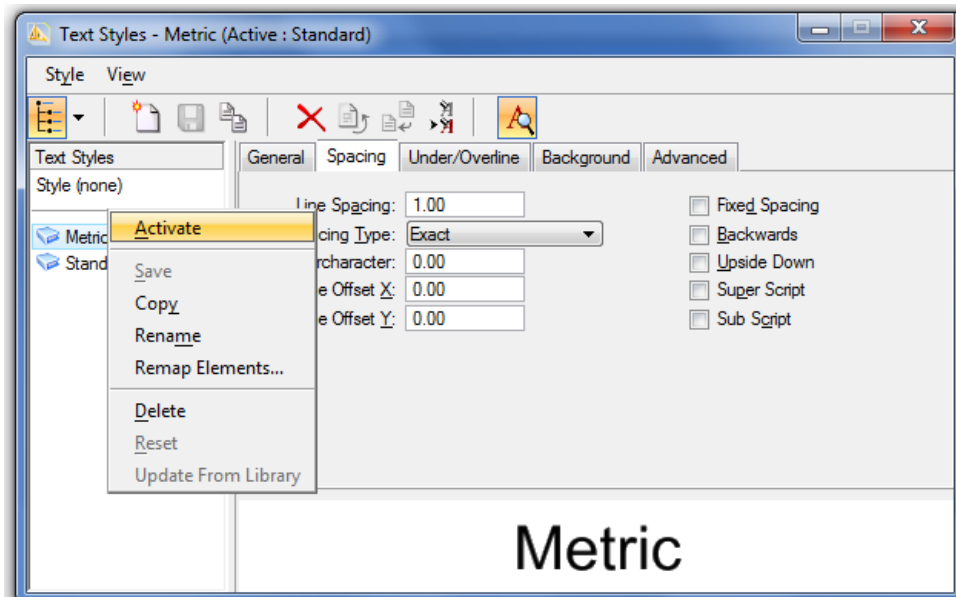 Text Styles - Metric (Active : Standard)
Style View
Text Styles
General Spacing Under/Overline Background Advanced
Style (none)
Metric
Stand
Activate
Save
Copy
Rename
Remap Elements...
Delete
Reset
Update From Library
Line Spacing: 1.00
cing Type: Exact
rcharacter: 0.00
e Offset X: 0.00
e Offset Y: 0.00
Fixed Spacing
Backwards
Upside Down
Super Script
Sub Script
Metric